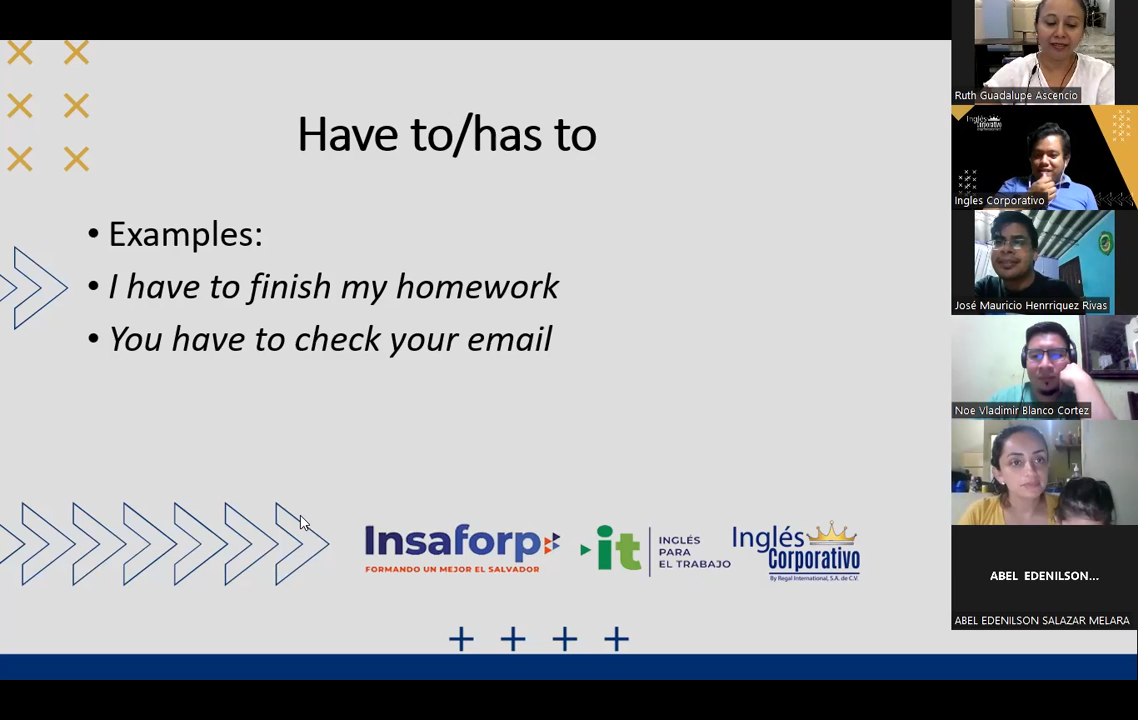 Have to/has to
• Examples:
• I have to finish my homework
• You have to check your email
Insaforp
FORMANDO UN MEJOR EL SALVADOR
it
INGLÉS
PARA
EL TRABAJO
Inglés
Corporativo
By Regal International, S.A. de C.V.
Ruth Guadalupe Ascencio
Inglés
Corporativo
Ingles Corporativo
José Mauricio Henrriquez Rivas
Noe Vladimir Blanco Cortez
ABEL EDENILSON...
ABEL EDENILSON SALAZAR MELARA